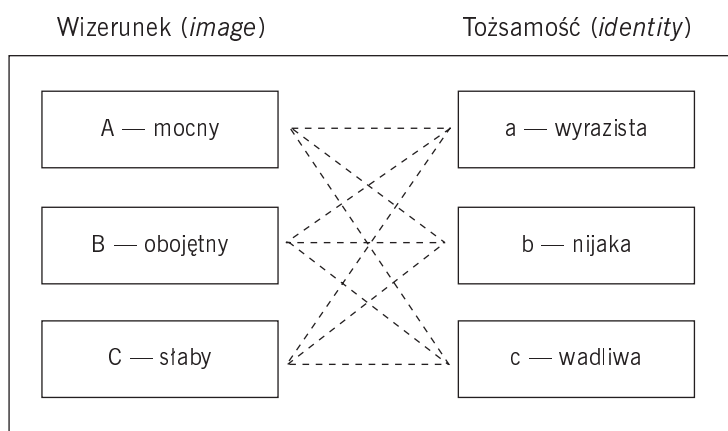 Wizerunek (image)
Tożsamość (identity)
A — mocny
a — wyrazista
B — obojętny
b — nijaka
C — słaby
c — wadliwa